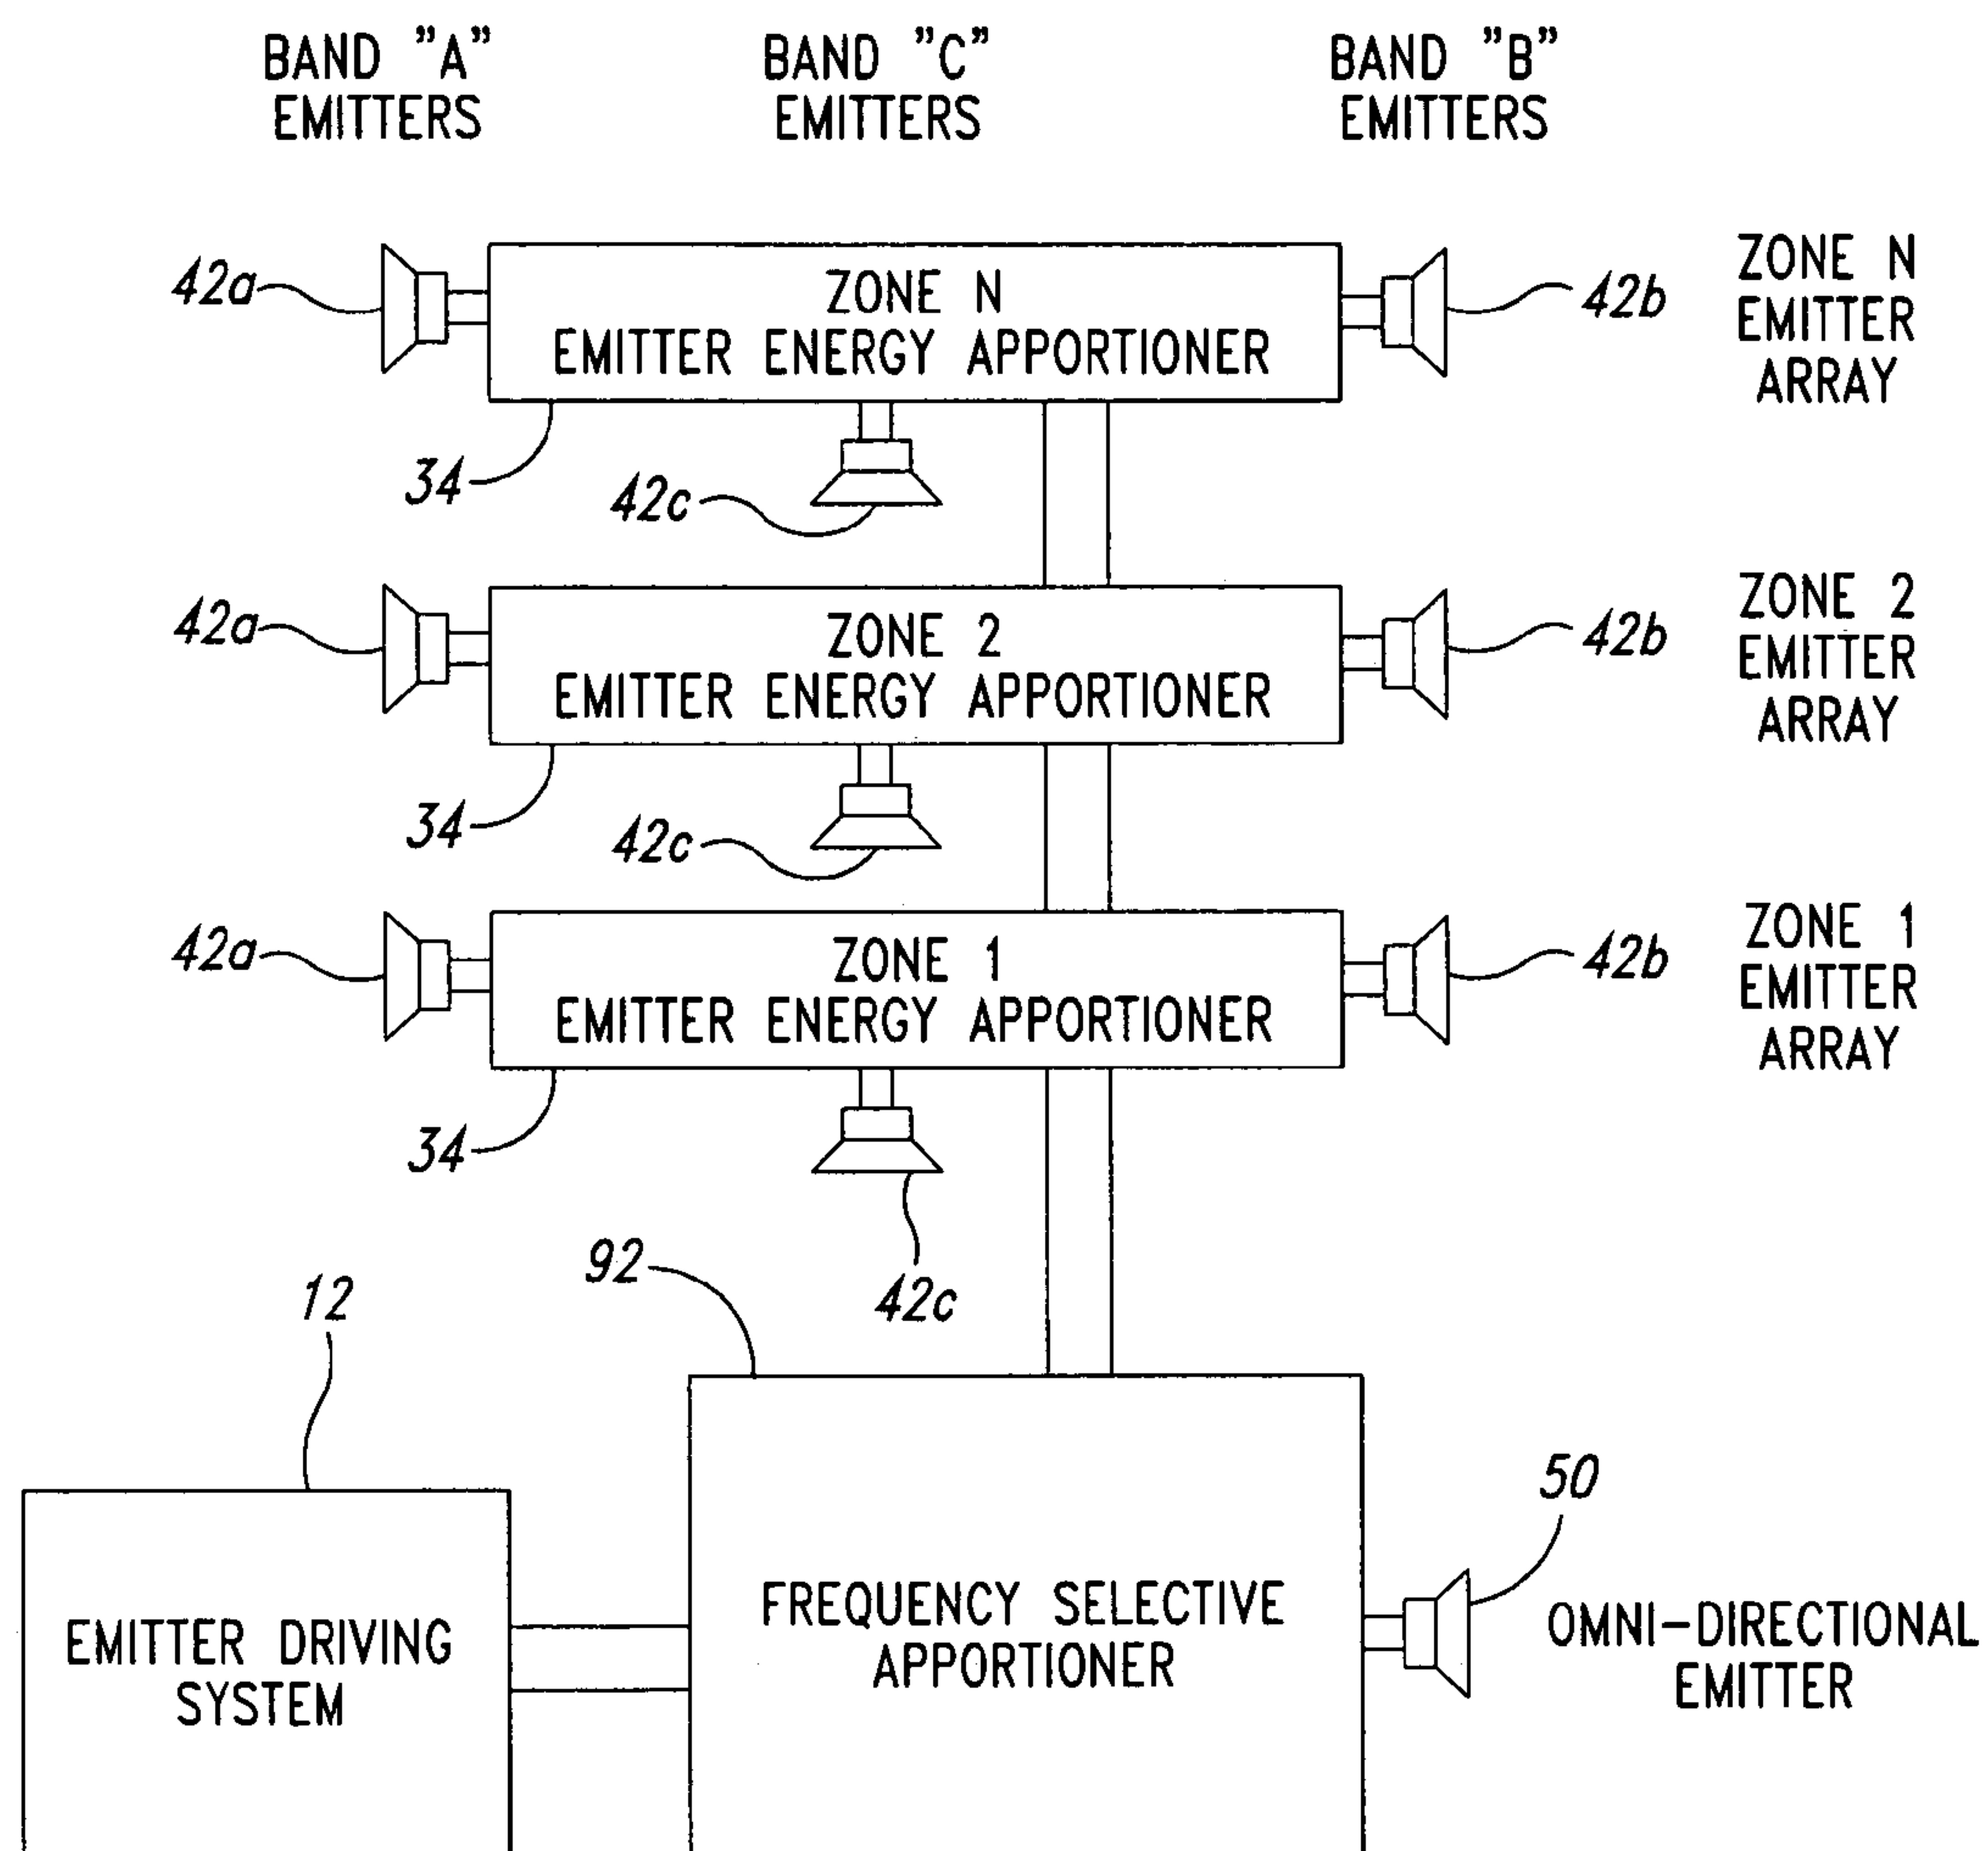 BAND "A"
EMITTERS
BAND "C"
EMITTERS
BAND "B"
EMITTERS
42a
ZONE N
EMITTER ENERGY APPORTIONER
42b
ZONE N
EMITTER
ARRAY
34
42c
42a
ZONE 2
EMITTER ENERGY APPORTIONER
42b
ZONE 2
EMITTER
ARRAY
34
42c
42a
ZONE 1
EMITTER ENERGY APPORTIONER
42b
ZONE 1
EMITTER
ARRAY
34
42c
92
12
EMITTER DRIVING
SYSTEM
FREQUENCY SELECTIVE
APPORTIONER
50
OMNI-DIRECTIONAL
EMITTER